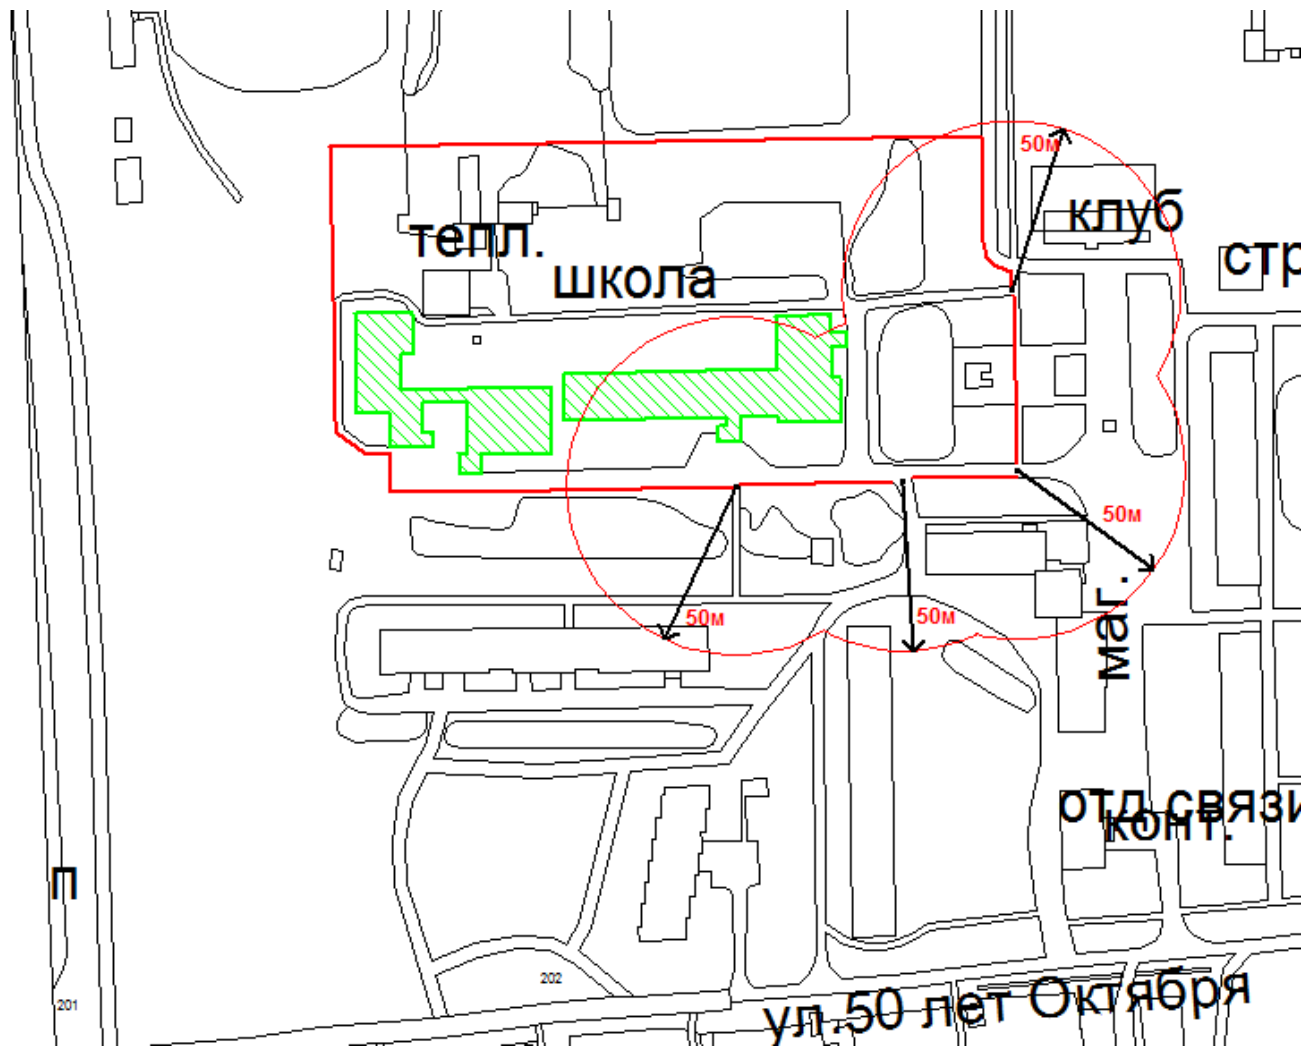 50м
клуб
тепл.
стр
школа
50м
50м
50м
маг.
отд.связи
конт.
П
202
201
ул.50 лет Октября